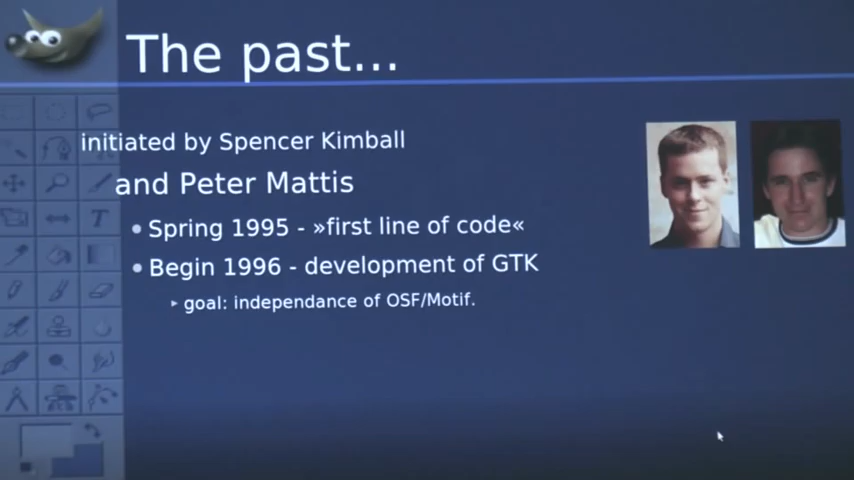 The past...
initiated by Spencer Kimball
and Peter Mattis
Spring 1995 - »first line of code«
Begin 1996 - development of GTK
goal: independance of OSF/Motif.
T